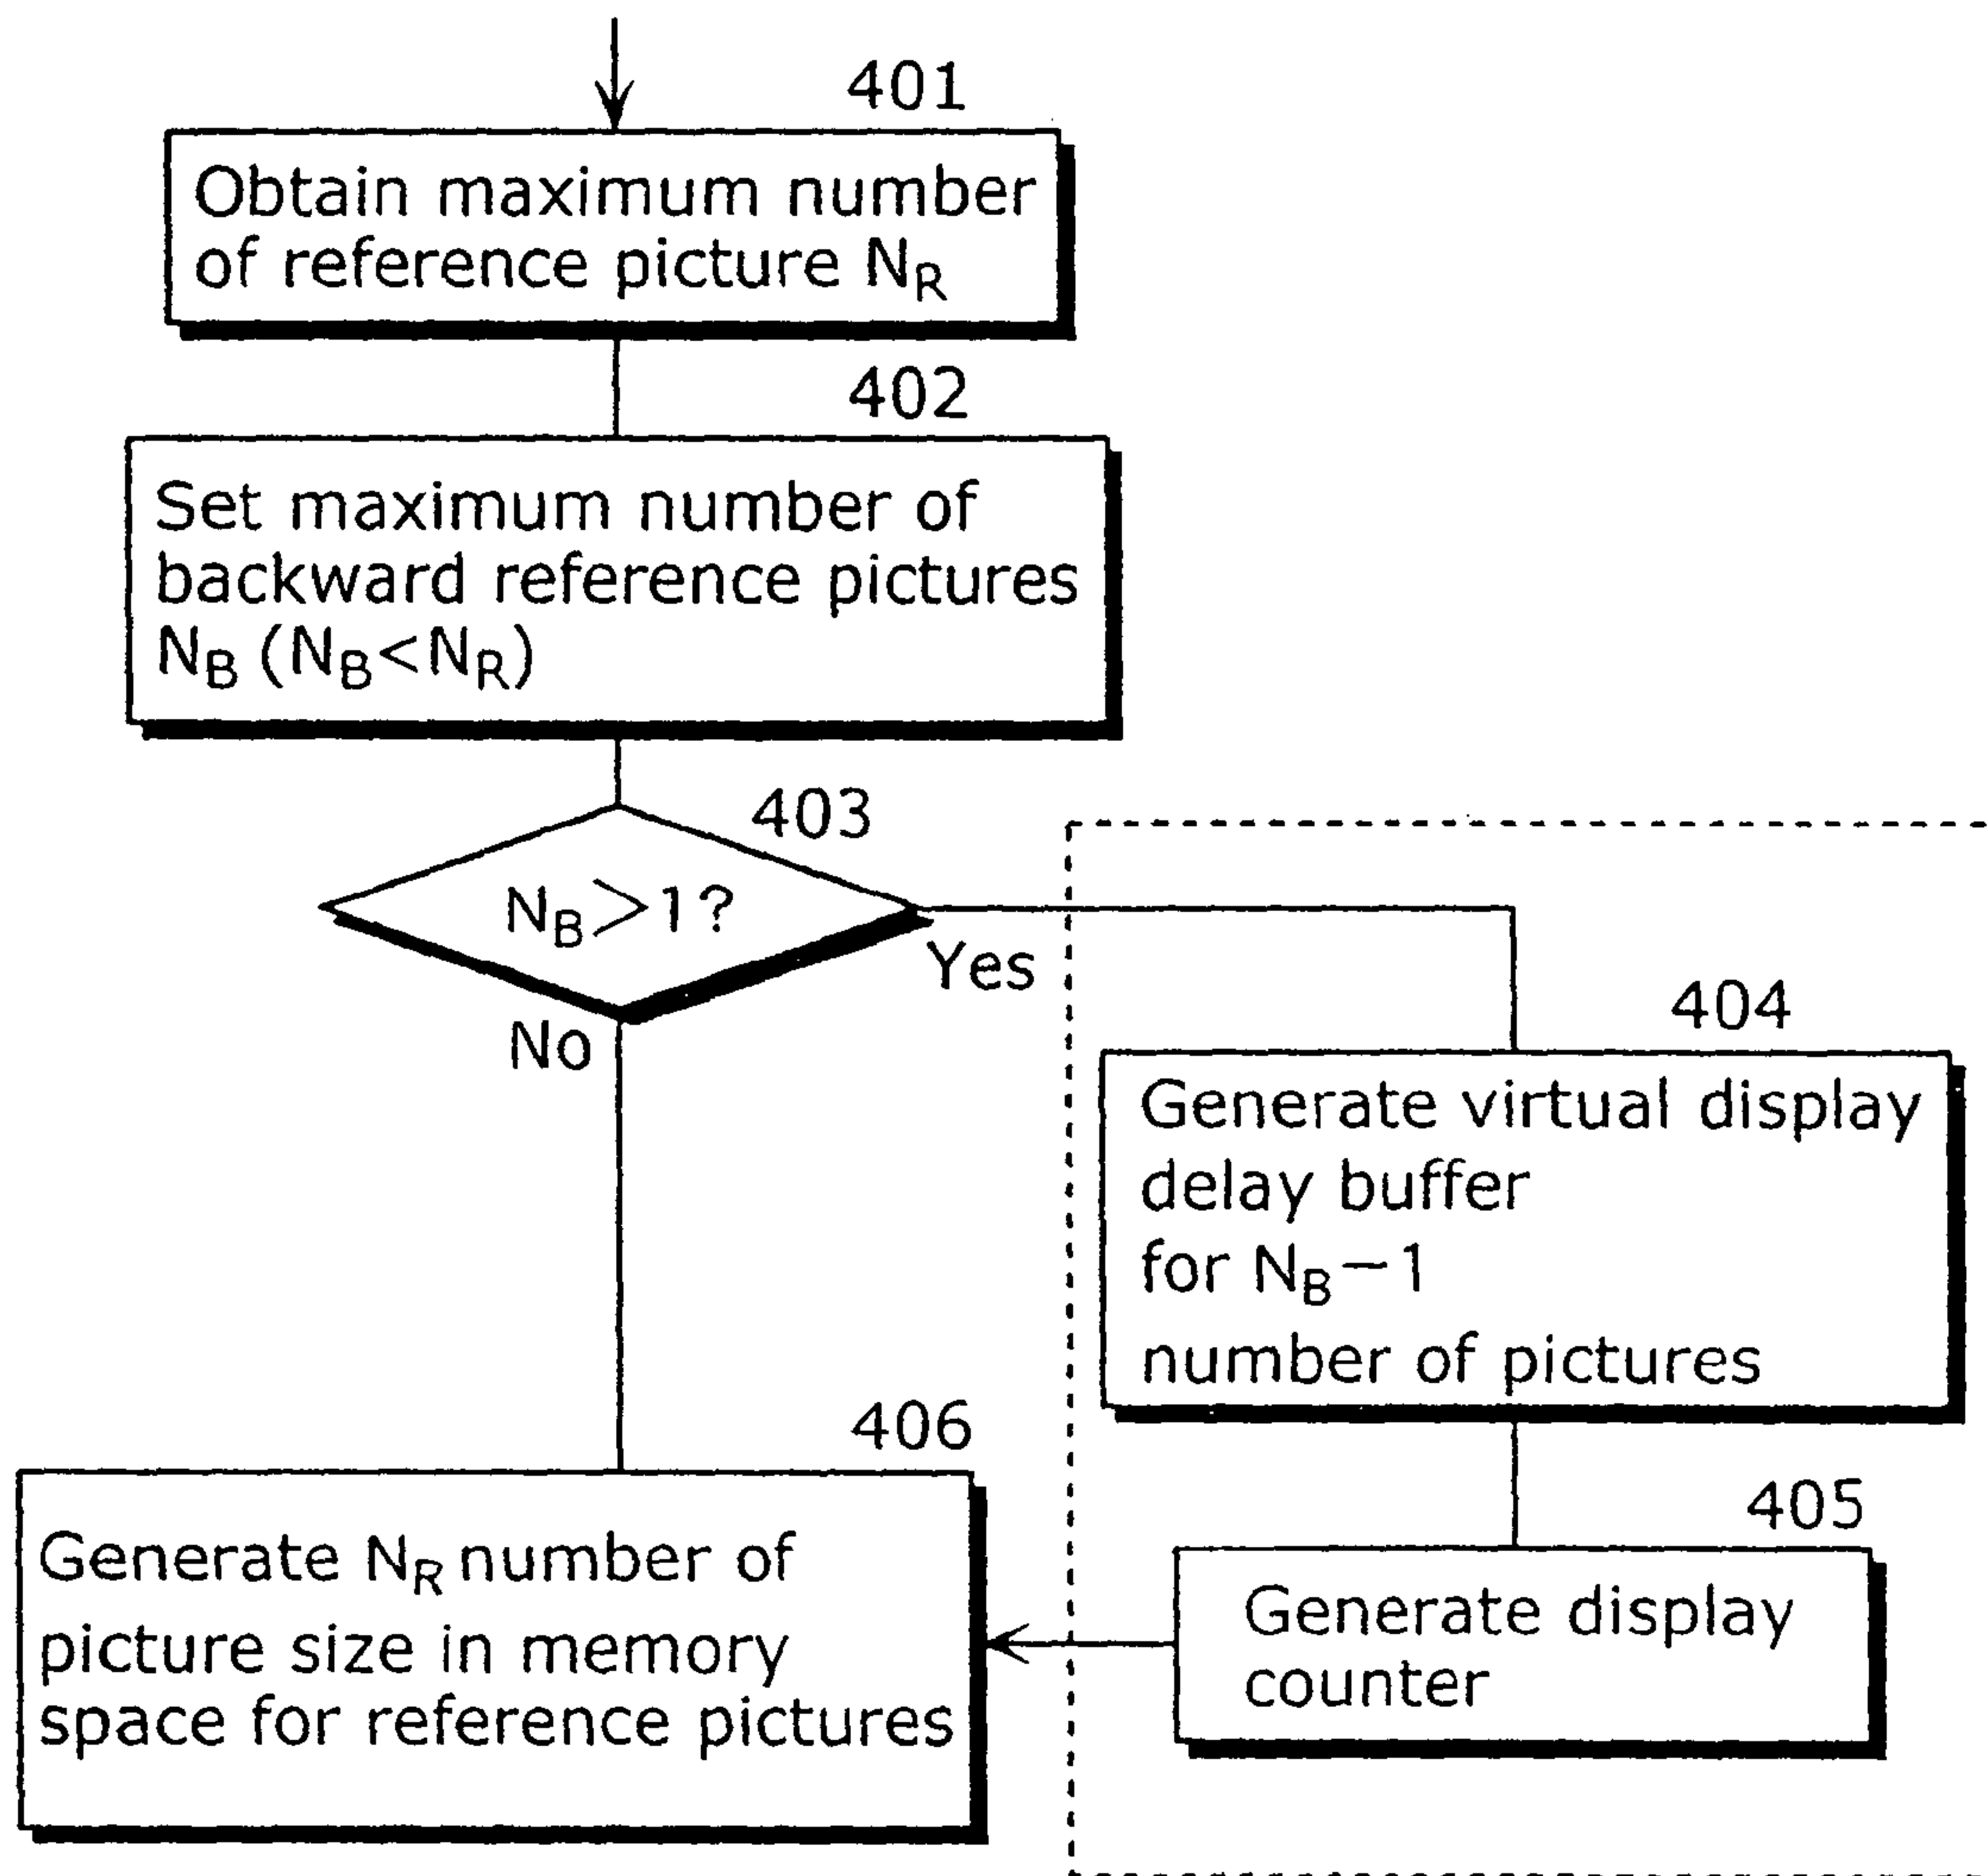 401
Obtain maximum number
of reference picture NR
402
Set maximum number of
backward reference pictures
NB (NB<NR)
403
NB>1?
Yes
No
404
Generate virtual display
delay buffer
for NB−1
number of pictures
405
Generate display
counter
406
Generate NR number of
picture size in memory
space for reference pictures